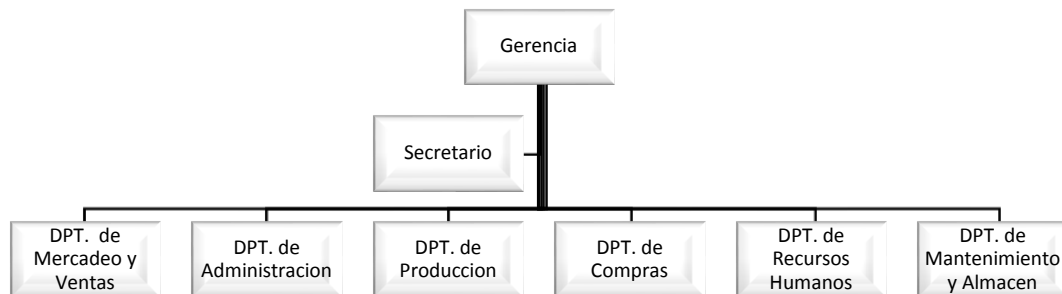 Gerencia
Secretario
DPT. de
Mercadeo y
Ventas
DPT. de
Administracion
DPT. de
Produccion
DPT. de
Compras
DPT. de
Recursos
Humanos
DPT. de
Mantenimiento
y Almacen